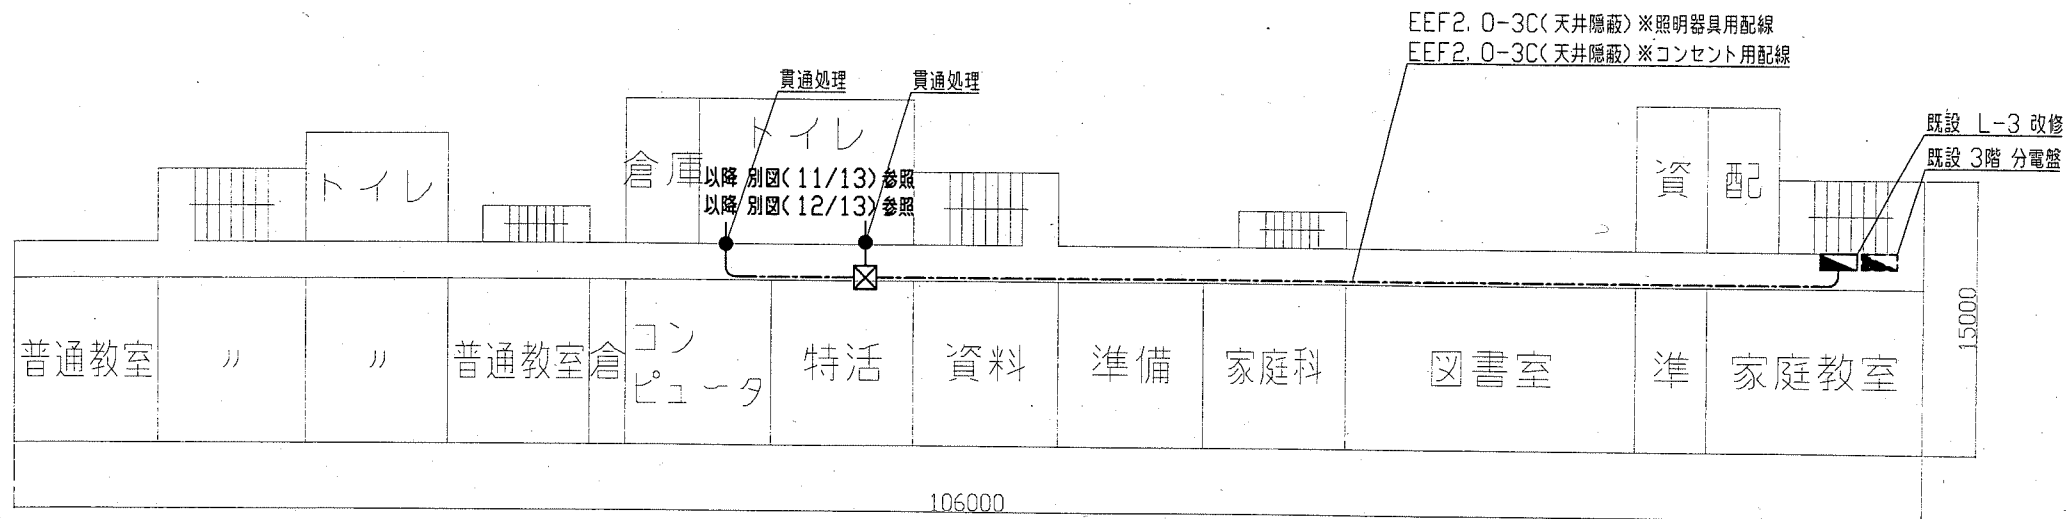 EEF2.0-3C(天井隠蔽)※照明器具用配線
EEF2.0-3C(天井隠蔽)※コンセント用配線
貫通処理
貫通処理
既設 L-3 改修
既設 3階 分電盤
トイレ
倉庫
トイレ
資
配
以降 別図(11/13)参照
以降 別図(12/13)参照
普通教室
〃
〃
普通教室
倉
コン
ピュータ
特活
資料
準備
家庭科
図書室
準
家庭教室
15000
106000